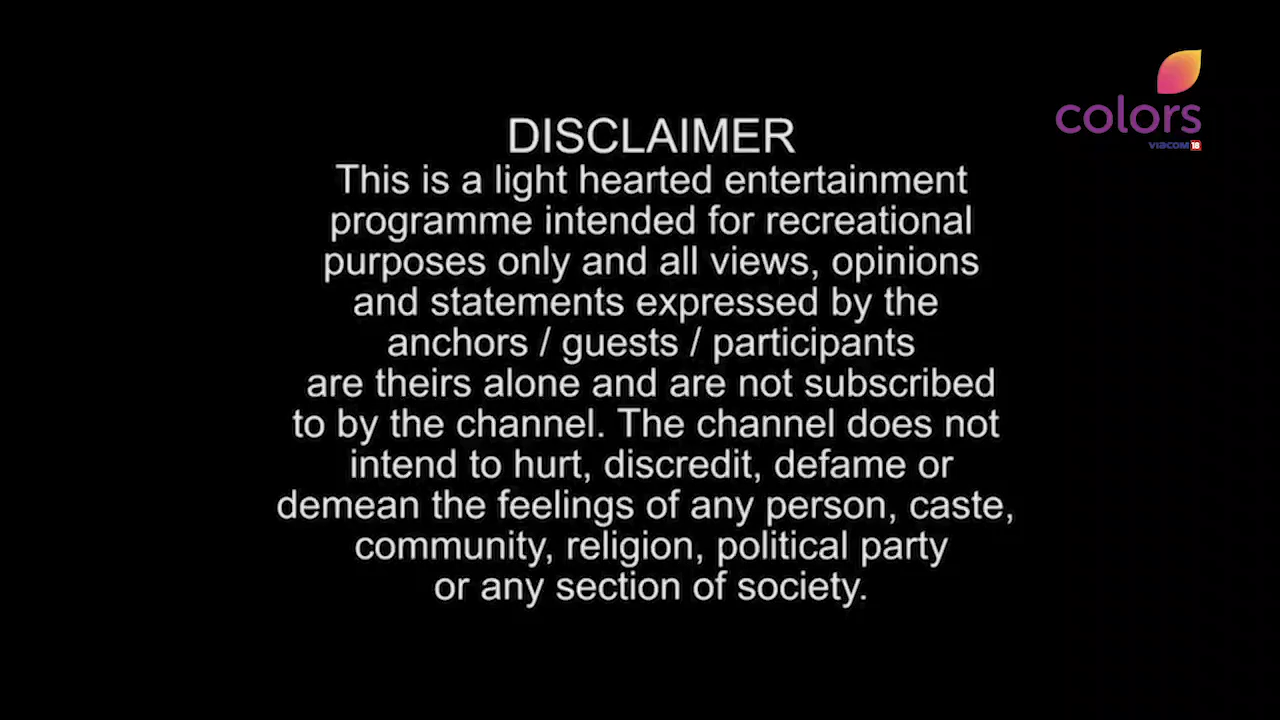 colors
VIACOM18
DISCLAIMER
This is a light hearted entertainment
programme intended for recreational
purposes only and all views, opinions
and statements expressed by the
anchors / guests / participants
are theirs alone and are not subscribed
to by the channel. The channel does not
intend to hurt, discredit, defame or
demean the feelings of any person, caste,
community, religion, political party
or any section of society.